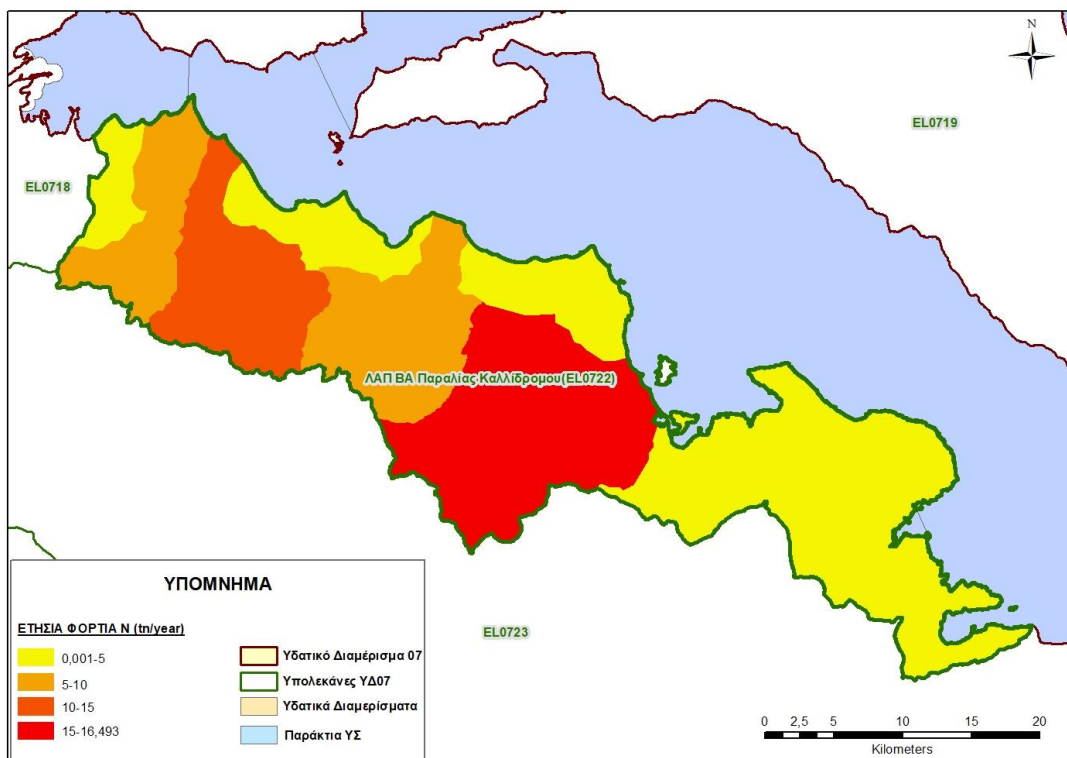 N
EL0719
EL0718
ΛΑΠ ΒΑ Παραλίας Καλλίδρομου(EL0722)
EL0723
ΥΠΟΜΝΗΜΑ
ΕΤΗΣΙΑ ΦΟΡΤΙΑ Ν (tn/year)
0,001-5
5-10
10-15
15-16,493
Υδατικό Διαμέρισμα 07
Υπολεκάνες ΥΔ07
Υδατικά Διαμερίσματα
Παράκτια ΥΣ
0 2,5 5 10 15 20
Kilometers